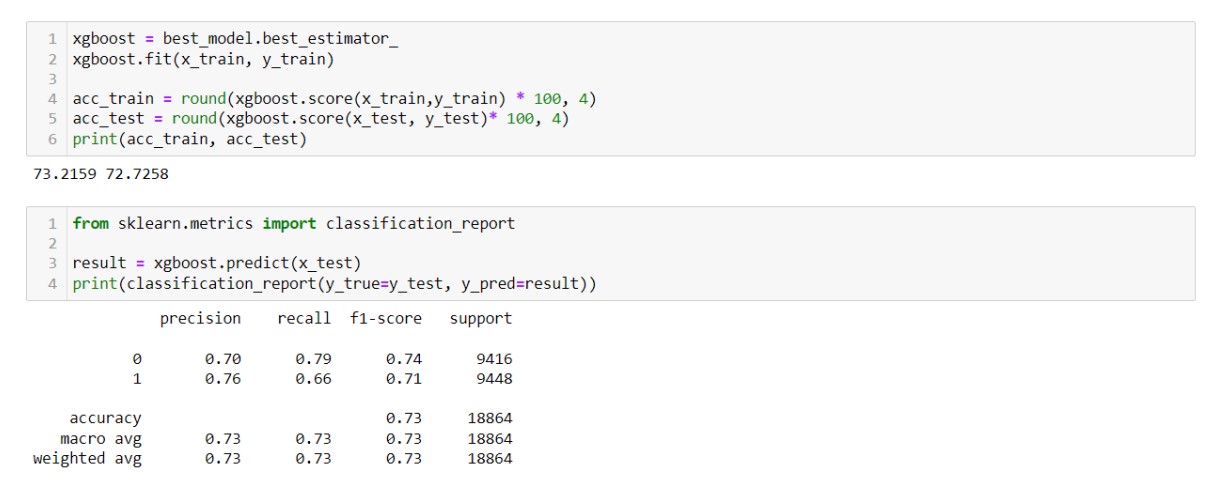 1 xgboost = best_model.best_estimator_
2 xgboost.fit(x_train, y_train)
3
4 acc_train = round(xgboost.score(x_train,y_train) * 100, 4)
5 acc_test = round(xgboost.score(x_test, y_test)* 100, 4)
6 print(acc_train, acc_test)
73.2159 72.7258
1 from sklearn.metrics import classification_report
2
3 result = xgboost.predict(x_test)
4 print(classification_report(y_true=y_test, y_pred=result))
precision recall f1-score support
0 0.70 0.79 0.74 9416
1 0.76 0.66 0.71 9448
accuracy 0.73 18864
macro avg 0.73 0.73 0.73 18864
weighted avg 0.73 0.73 0.73 18864